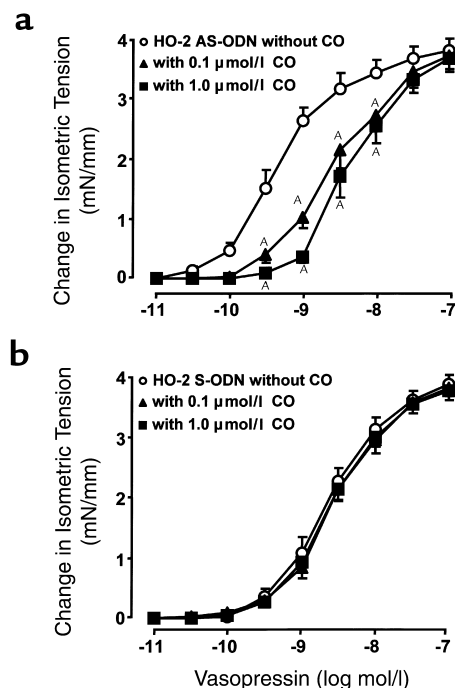 a
Change in Isometric Tension
(mN/mm)
4
3
2
1
0
HO-2 AS-ODN without CO
with 0.1 μmol/l CO
with 1.0 μmol/l CO
A
A
A
A
A
A
A
A
-11
-10
-9
-8
-7
b
Change in Isometric Tension
(mN/mm)
4
3
2
1
0
HO-2 S-ODN without CO
with 0.1 μmol/l CO
with 1.0 μmol/l CO
-11
-10
-9
-8
-7
Vasopressin (log mol/l)